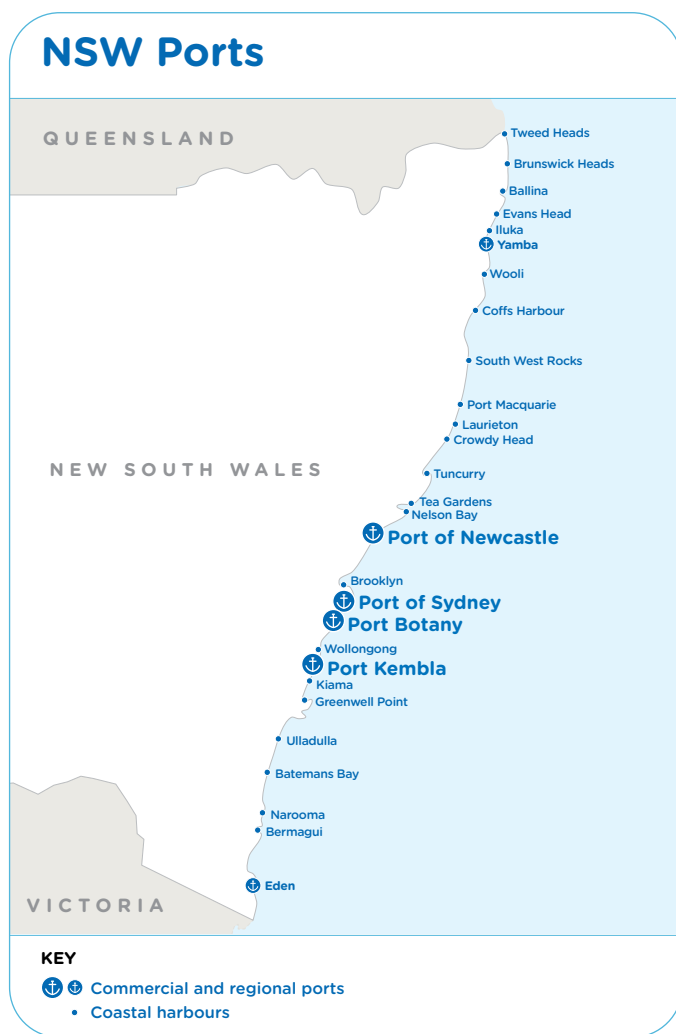 NSW Ports
QUEENSLAND
Tweed Heads
Brunswick Heads
Ballina
Evans Head
Iluka
Yamba
Wooli
Coffs Harbour
South West Rocks
Port Macquarie
Laurieton
Crowdy Head
NEW SOUTH WALES
Tuncurry
Tea Gardens
Nelson Bay
Port of Newcastle
Brooklyn
Port of Sydney
Port Botany
Wollongong
Port Kembla
Kiama
Greenwell Point
Ulladulla
Batemans Bay
Narooma
Bermagui
Eden
VICTORIA
KEY
Commercial and regional ports
Coastal harbours